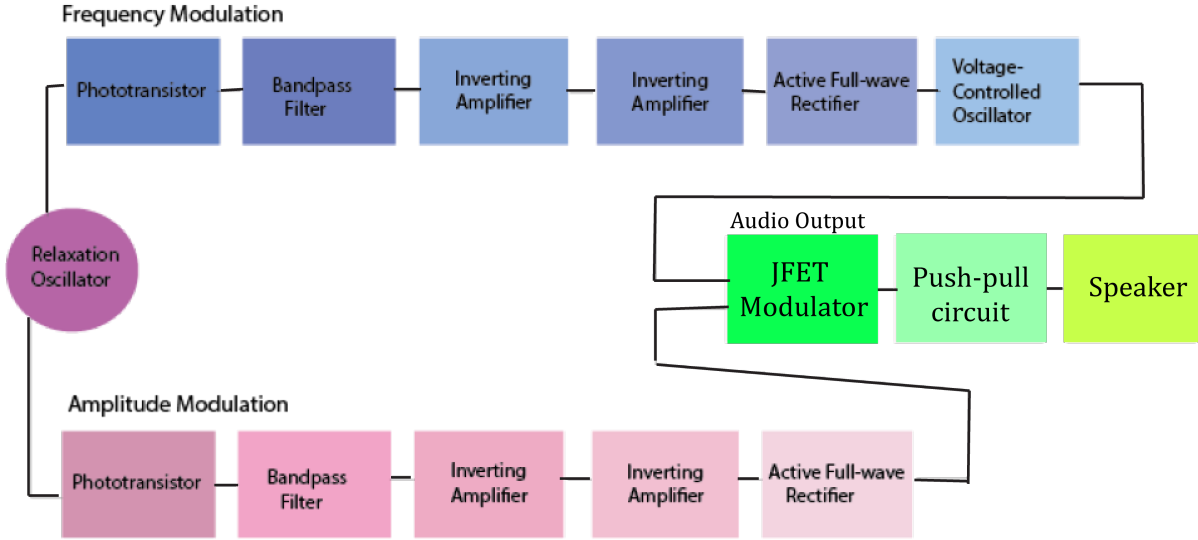 Frequency Modulation
Phototransistor
Bandpass
Filter
Inverting
Amplifier
Inverting
Amplifier
Active Full-wave
Rectifier
Voltage-
Controlled
Oscillator
Relaxation
Oscillator
Audio Output
JFET
Modulator
Push-pull
circuit
Speaker
Amplitude Modulation
Phototransistor
Bandpass
Filter
Inverting
Amplifier
Inverting
Amplifier
Active Full-wave
Rectifier